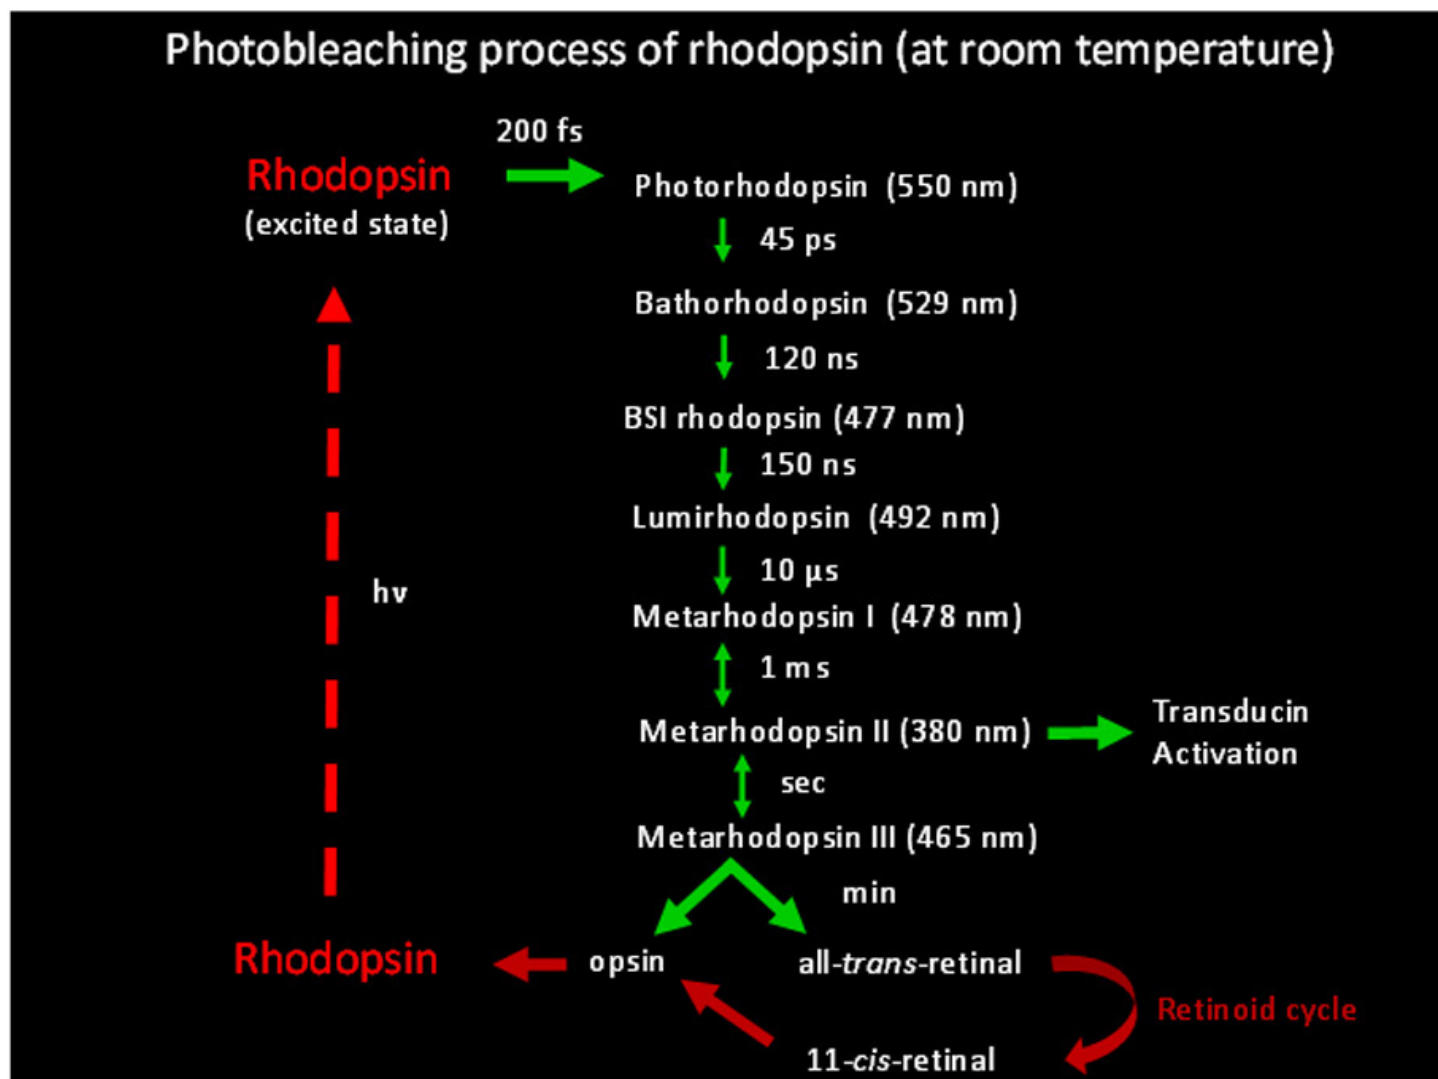 Photobleaching process of rhodopsin (at room temperature)
200 fs
Rhodopsin
(excited state)
Photorhodopsin (550 nm)
45 ps
Bathorhodopsin (529 nm)
120 ns
BSI rhodopsin (477 nm)
150 ns
Lumirhodopsin (492 nm)
10 µs
hv
Metarhodopsin I (478 nm)
1 ms
Metarhodopsin II (380 nm)
Transducin
Activation
sec
Metarhodopsin III (465 nm)
min
Rhodopsin
opsin
all-trans-retinal
Retinoid cycle
11-cis-retinal